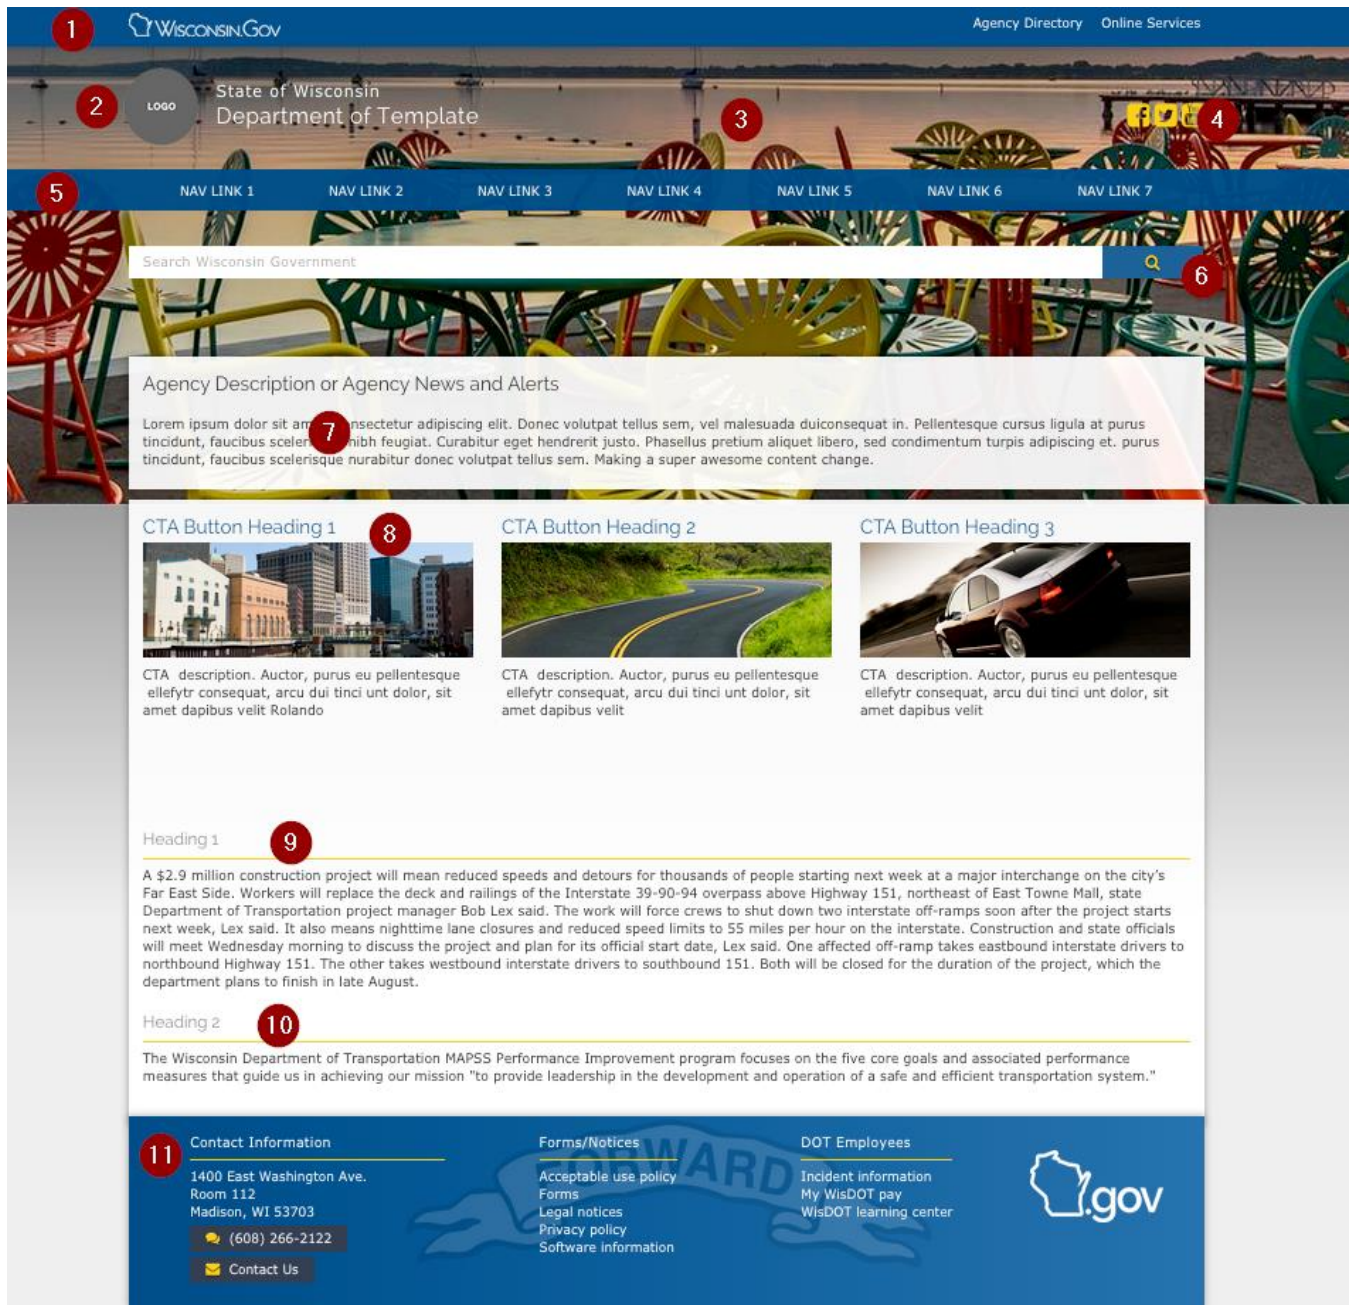 1
WISCONSIN.GOV
Agency Directory Online Services
2
LOGO
State of Wisconsin
Department of Template
3
4
5
NAV LINK 1 NAV LINK 2 NAV LINK 3 NAV LINK 4 NAV LINK 5 NAV LINK 6 NAV LINK 7
Search Wisconsin Government
6
Agency Description or Agency News and Alerts
Lorem ipsum dolor sit am nsectetur adipiscing elit. Donec volutpat tellus sem, vel malesuada duiconsequat in. Pellentesque cursus ligula at purus
7
tincidunt, faucibus sceler nibh feugiat. Curabitur eget hendrerit justo. Phasellus pretium aliquet libero, sed condimentum turpis adipiscing et. purus
tincidunt, faucibus scelerisque nurabitur donec volutpat tellus sem. Making a super awesome content change.
CTA Button Heading 1
8
CTA description. Auctor, purus eu pellentesque
ellefytr consequat, arcu dui tinci unt dolor, sit
amet dapibus velit Rolando
CTA Button Heading 2
CTA description. Auctor, purus eu pellentesque
ellefytr consequat, arcu dui tinci unt dolor, sit
amet dapibus velit
CTA Button Heading 3
CTA description. Auctor, purus eu pellentesque
ellefytr consequat, arcu dui tinci unt dolor, sit
amet dapibus velit
Heading 1
9
A $2.9 million construction project will mean reduced speeds and detours for thousands of people starting next week at a major interchange on the city's
Far East Side. Workers will replace the deck and railings of the Interstate 39-90-94 overpass above Highway 151, northeast of East Towne Mall, state
Department of Transportation project manager Bob Lex said. The work will force crews to shut down two interstate off-ramps soon after the project starts
next week, Lex said. It also means nighttime lane closures and reduced speed limits to 55 miles per hour on the interstate. Construction and state officials
will meet Wednesday morning to discuss the project and plan for its official start date, Lex said. One affected off-ramp takes eastbound interstate drivers to
northbound Highway 151. The other takes westbound interstate drivers to southbound 151. Both will be closed for the duration of the project, which the
department plans to finish in late August.
Heading 2
10
The Wisconsin Department of Transportation MAPSS Performance Improvement program focuses on the five core goals and associated performance
measures that guide us in achieving our mission "to provide leadership in the development and operation of a safe and efficient transportation system."
11
Contact Information
1400 East Washington Ave.
Room 112
Madison, WI 53703
(608) 266-2122
Contact Us
FORWARD
Forms/Notices
Acceptable use policy
Forms
Legal notices
Privacy policy
Software information
DOT Employees
Incident information
My WisDOT pay
WisDOT learning center
.gov